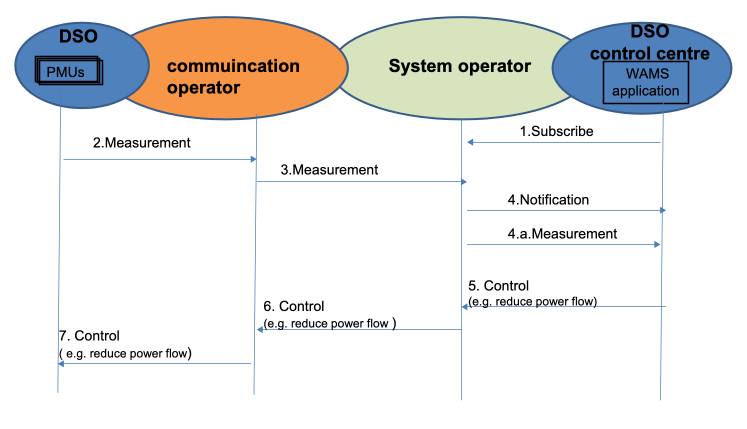 DSO
PMUs
commuincation
operator
System operator
DSO
control centre
WAMS
application
1.Subscribe
2.Measurement
3.Measurement
4.Notification
4.a.Measurement
5. Control
(e.g. reduce power flow)
6. Control
(e.g. reduce power flow )
7. Control
( e.g. reduce power flow)